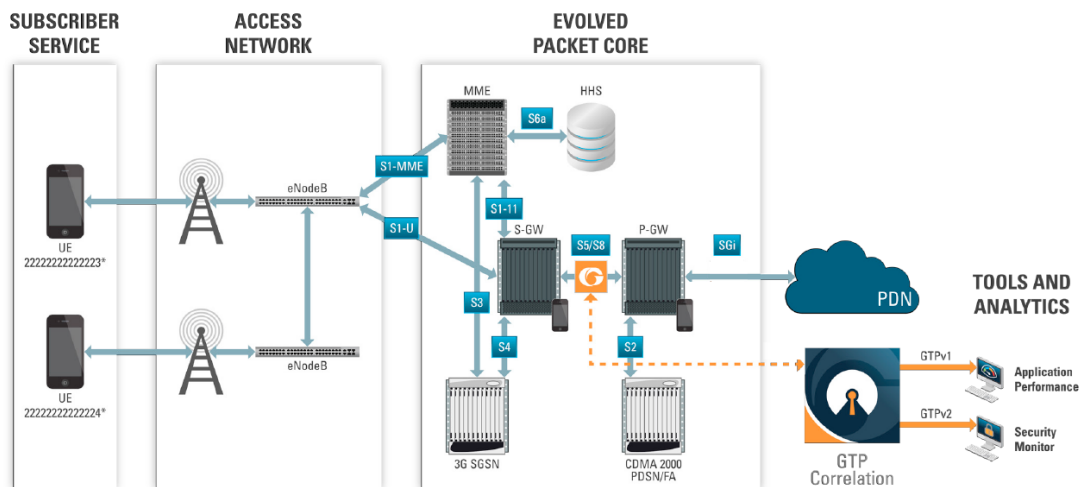 SUBSCRIBER
SERVICE
ACCESS
NETWORK
EVOLVED
PACKET CORE
MME
HHS
S6a
S1-MME
eNodeB
S1-11
S1-U
S-GW
P-GW
S5/S8
SGi
G
UE
22222222222223*
PDN
TOOLS AND
ANALYTICS
S3
S4
S2
eNodeB
UE
22222222222224*
GTPv1
Application
Performance
GTPv2
Security
Monitor
3G SGSN
CDMA 2000
PDSN/FA
GTP
Correlation